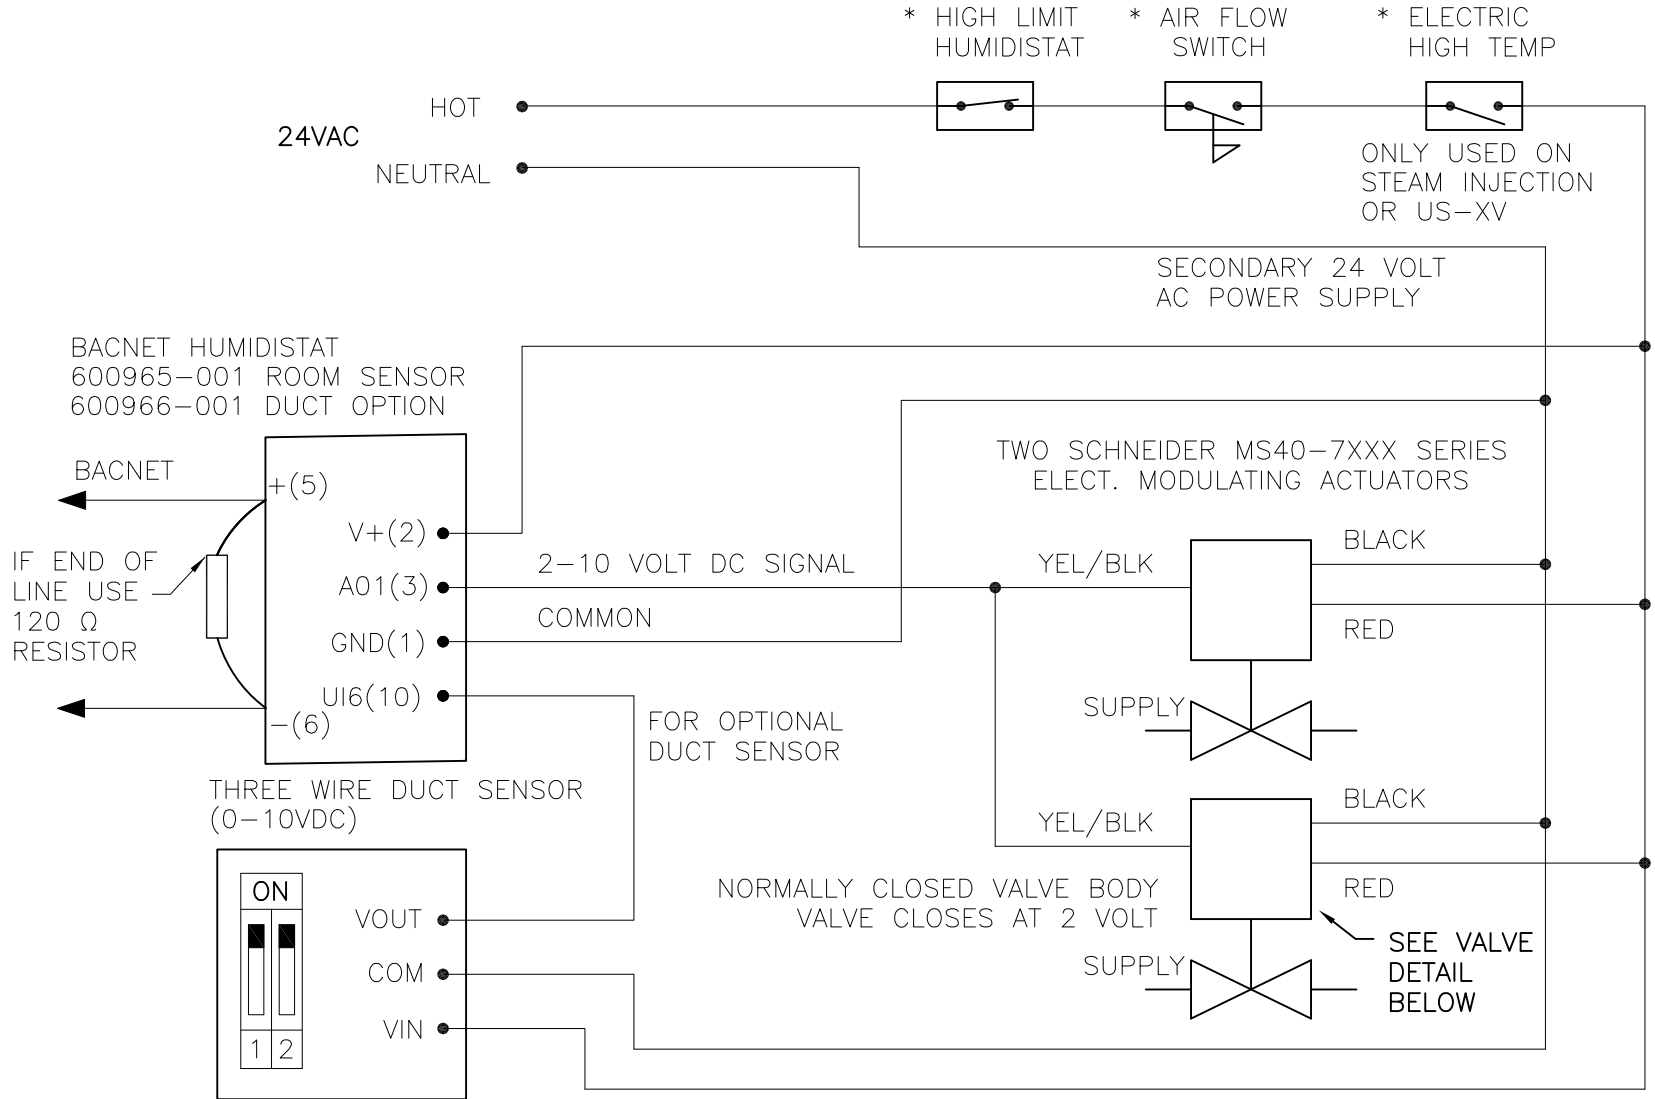 * HIGH LIMIT
HUMIDISTAT
* AIR FLOW
SWITCH
* ELECTRIC
HIGH TEMP
HOT
24VAC
NEUTRAL
ONLY USED ON
STEAM INJECTION
OR US-XV
SECONDARY 24 VOLT
AC POWER SUPPLY
BACNET HUMIDISTAT
600965-001 ROOM SENSOR
600966-001 DUCT OPTION
BACNET
+(5)
V+(2)
IF END OF
LINE USE
120 Ω
RESISTOR
A01(3)
GND(1)
UI6(10)
-(6)
2-10 VOLT DC SIGNAL
COMMON
FOR OPTIONAL
DUCT SENSOR
TWO SCHNEIDER MS40-7XXX SERIES
ELECT. MODULATING ACTUATORS
YEL/BLK
BLACK
RED
SUPPLY
THREE WIRE DUCT SENSOR
(0-10VDC)
ON
1 2
VOUT
COM
VIN
YEL/BLK
BLACK
RED
NORMALLY CLOSED VALVE BODY
VALVE CLOSES AT 2 VOLT
SUPPLY
SEE VALVE
DETAIL
BELOW